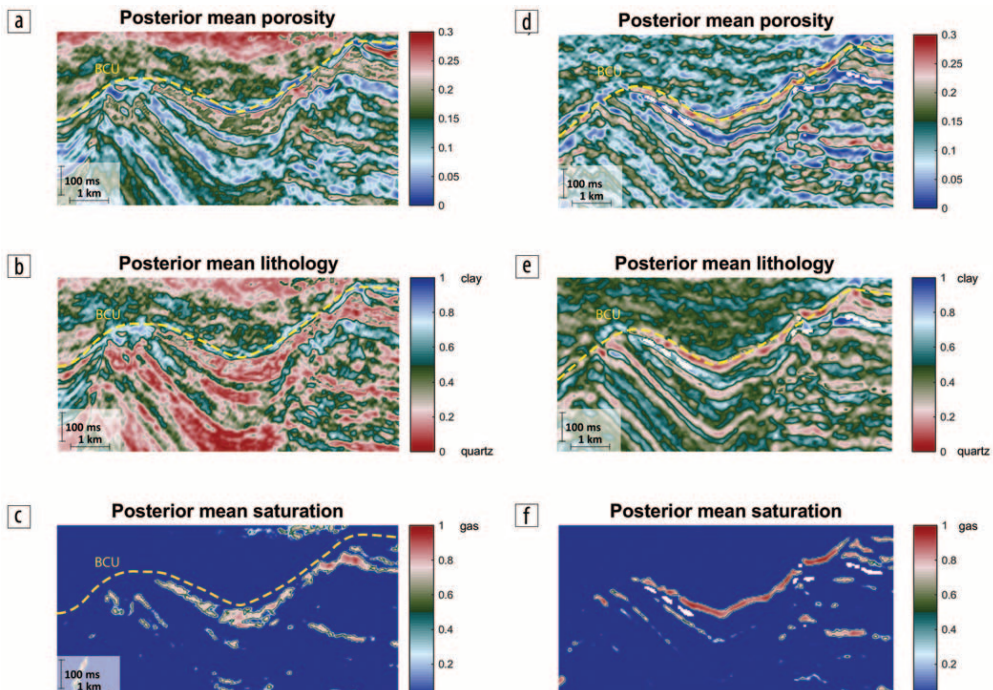 a
Posterior mean porosity
BCU
100 ms
1 km
0.3
0.25
0.2
0.15
0.1
0.05
0
d
Posterior mean porosity
BCU
100 ms
1 km
0.3
0.25
0.2
0.15
0.1
0.05
0
b
Posterior mean lithology
BCU
100 ms
1 km
1 clay
0.8
0.6
0.4
0.2
0
quartz
e
Posterior mean lithology
BCU
100 ms
1 km
1 clay
0.8
0.6
0.4
0.2
0
quartz
c
Posterior mean saturation
BCU
100 ms
1 km
1 gas
0.8
0.6
0.4
0.2
f
Posterior mean saturation
1 gas
0.8
0.6
0.4
0.2